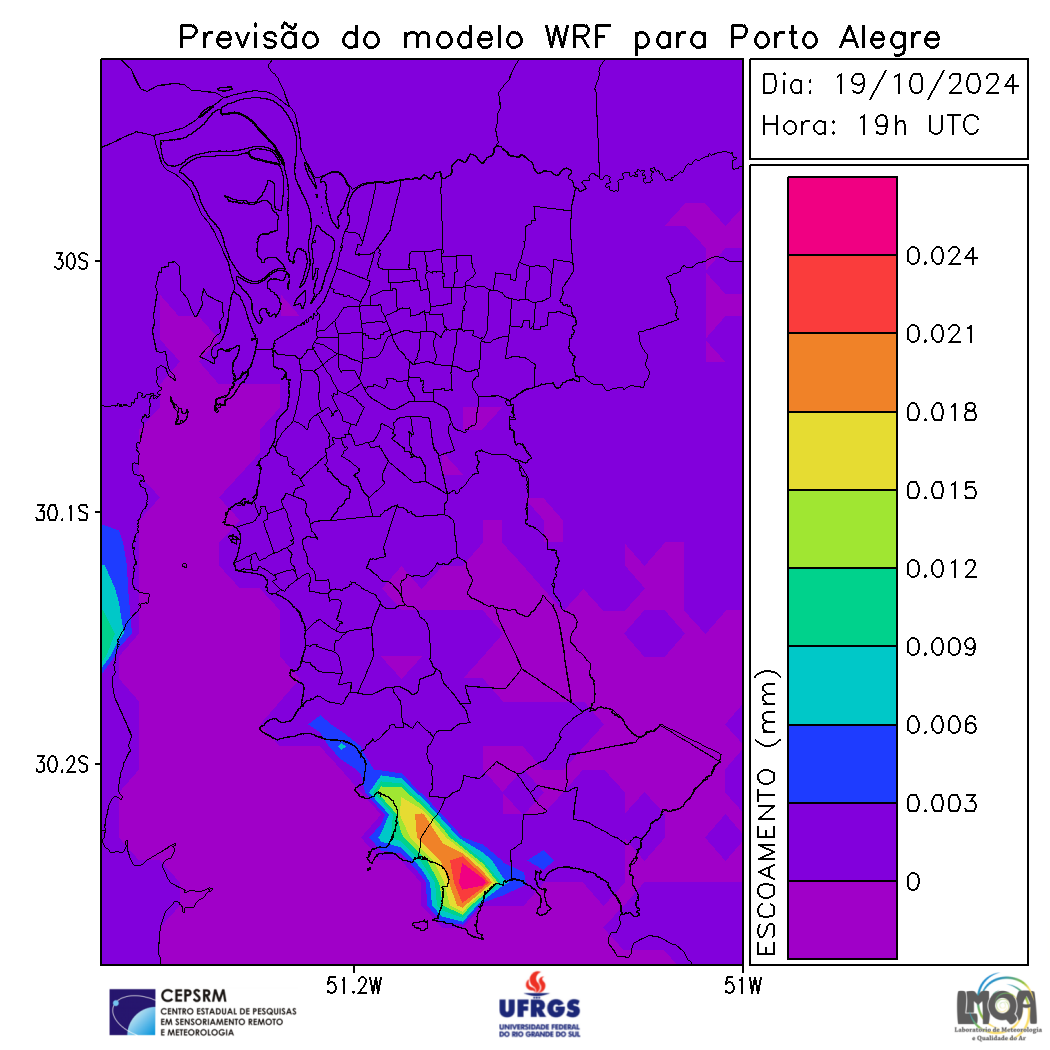 Previsão do modelo WRF para Porto Alegre
Dia: 19/10/2024
Hora: 19h UTC
30S
30.1S
30.2S
51.2W
51W
0.024
0.021
0.018
0.015
0.012
0.009
0.006
0.003
0
ESCOAMENTO (mm)
CEPSRM
CENTRO ESTADUAL DE PESQUISAS
EM SENSORIAMENTO REMOTO
E METEOROLOGIA
UFRGS
UNIVERSIDADE FEDERAL
DO RIO GRANDE DO SUL
LMQA
Laboratório de Meteorologia
e Qualidade do Ar